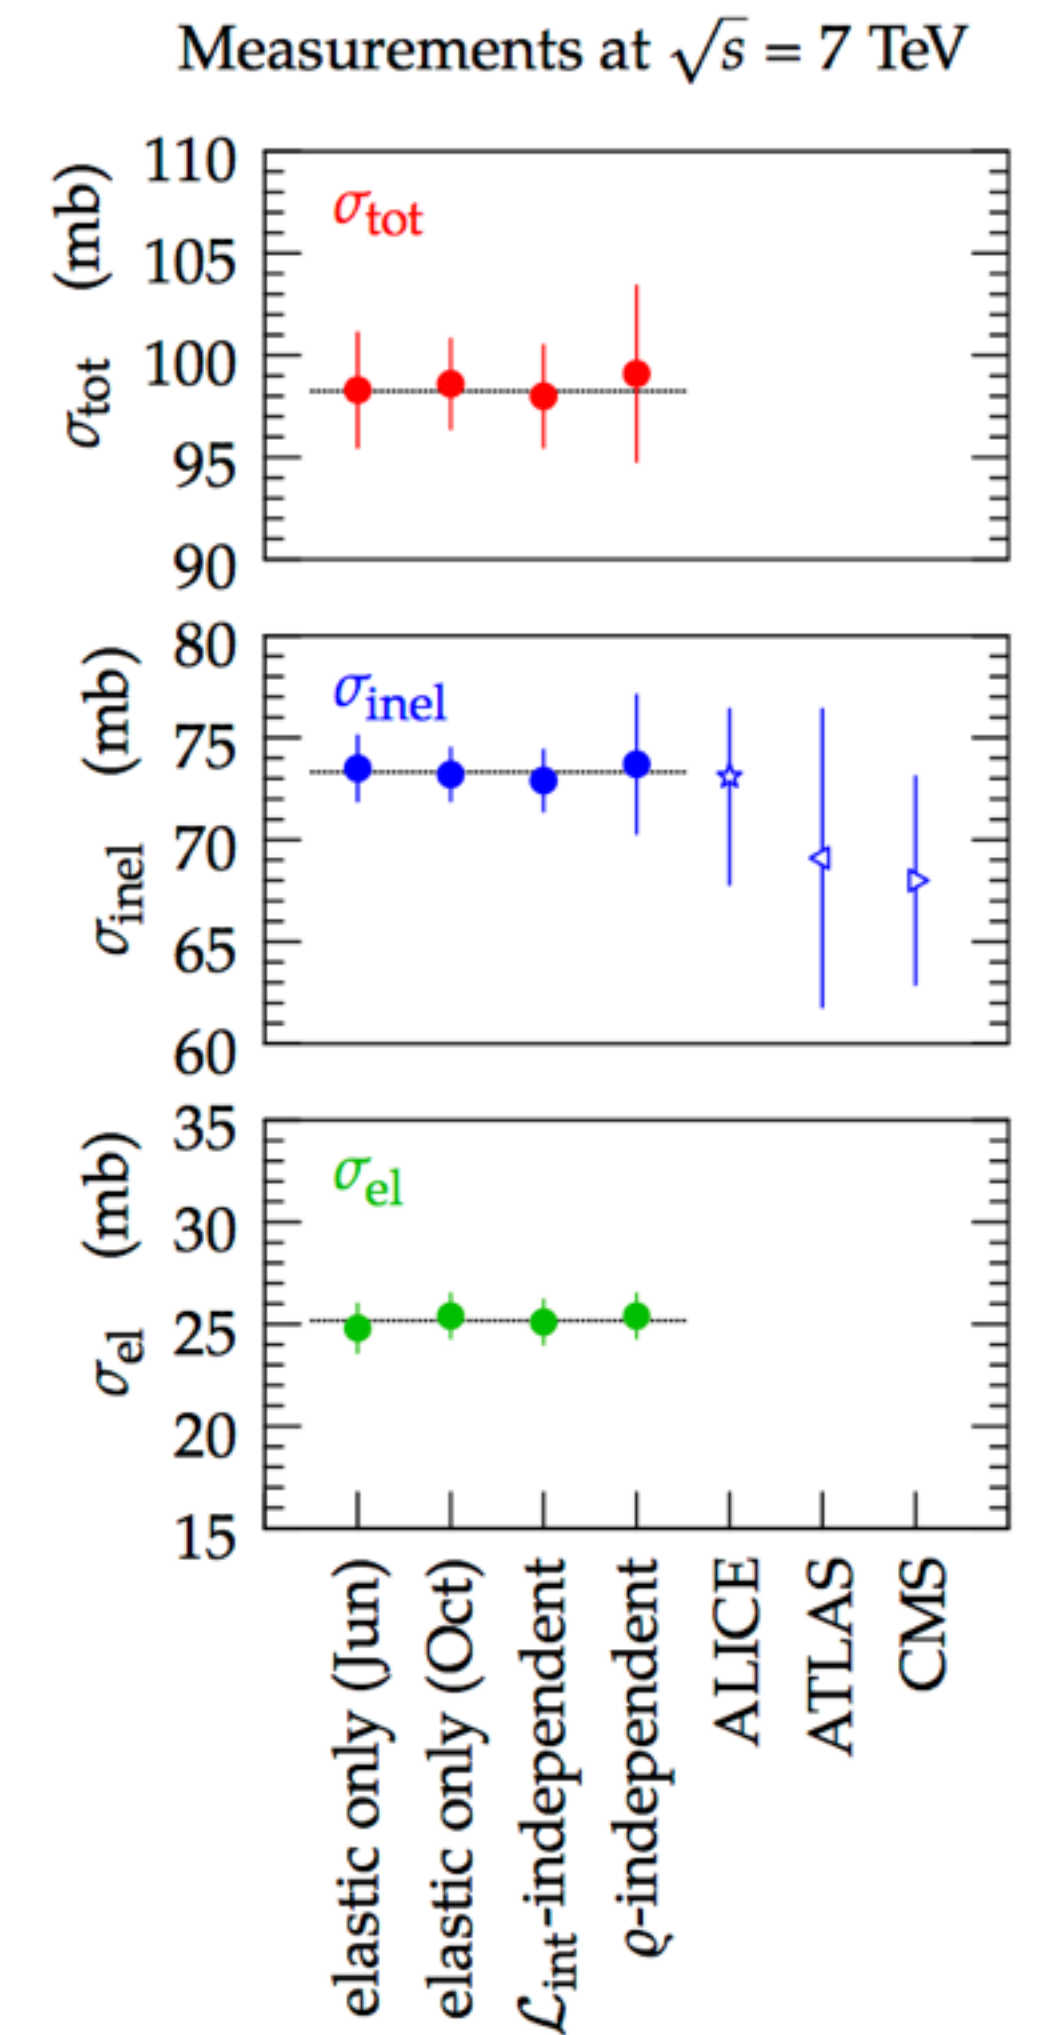 Measurements at √s = 7 TeV
σtot (mb)
110
105
100
95
90
σtot
σinel (mb)
80
75
70
65
60
σinel
σel (mb)
35
30
25
20
15
σel
elastic only (Jun)
elastic only (Oct)
ℒint-independent
ϱ-independent
ALICE
ATLAS
CMS